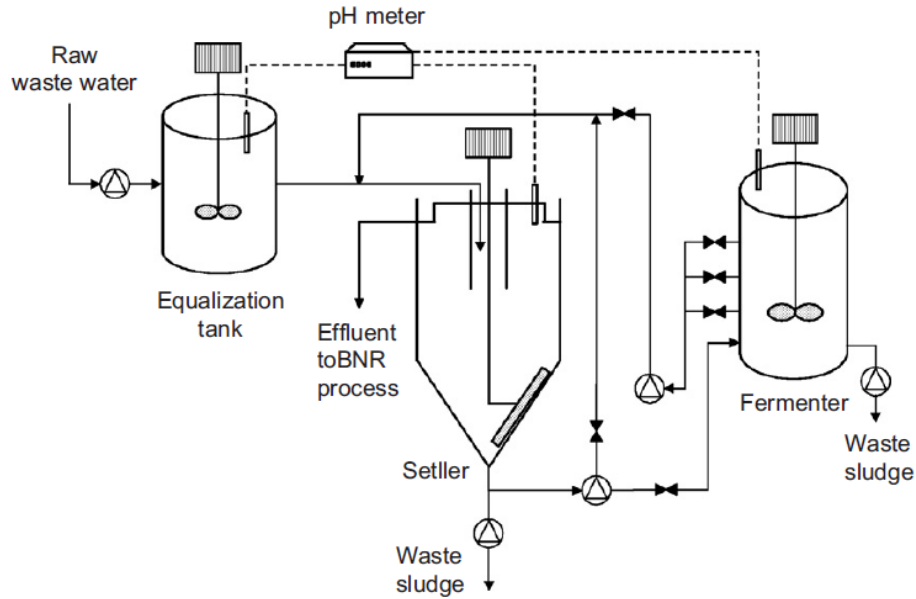 pH meter
Raw
waste water
Equalization
tank
Effluent
toBNR
process
Setller
Waste
sludge
Fermenter
Waste
sludge